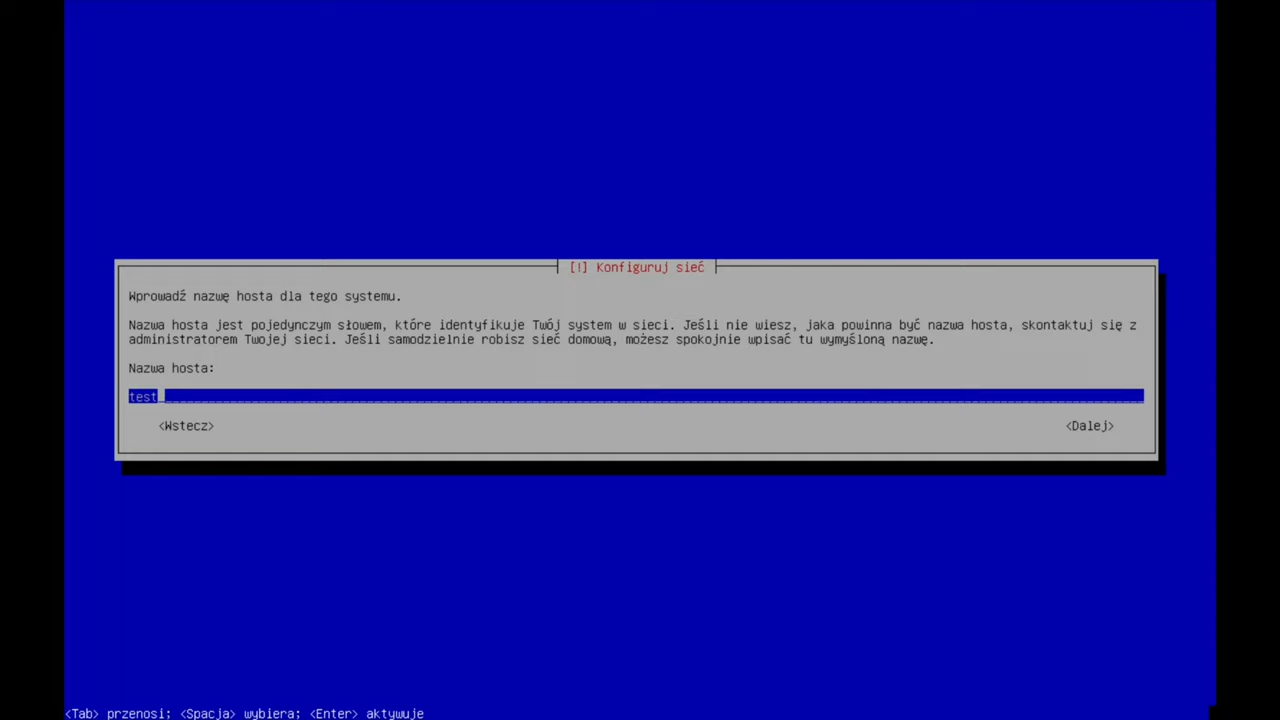 [!] Konfiguruj sieć
Wprowadź nazwę hosta dla tego systemu.
Nazwa hosta jest pojedynczym słowem, które identyfikuje Twój system w sieci. Jeśli nie wiesz, jaka powinna być nazwa hosta, skontaktuj się z
administratorem Twojej sieci. Jeśli samodzielnie robisz sieć domową, możesz spokojnie wpisać tu wymyśloną nazwę.
Nazwa hosta:
test
<Wstecz> <Dalej>
<Tab> przenosi; <Spacja> wybiera; <Enter> aktywuje